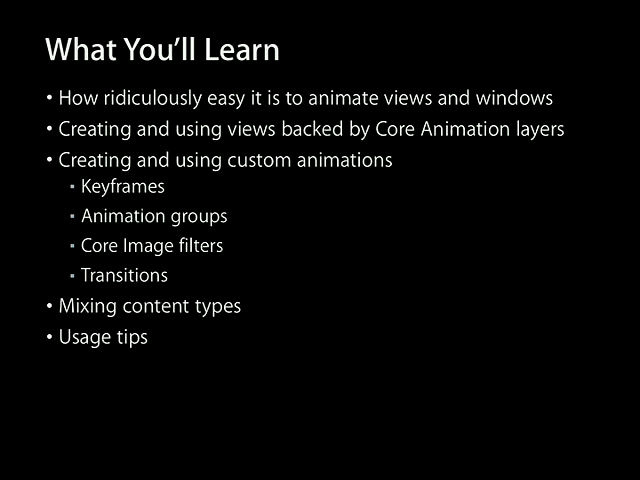 What You'll Learn
• How ridiculously easy it is to animate views and windows
• Creating and using views backed by Core Animation layers
• Creating and using custom animations
▪ Keyframes
▪ Animation groups
▪ Core Image filters
▪ Transitions
• Mixing content types
• Usage tips